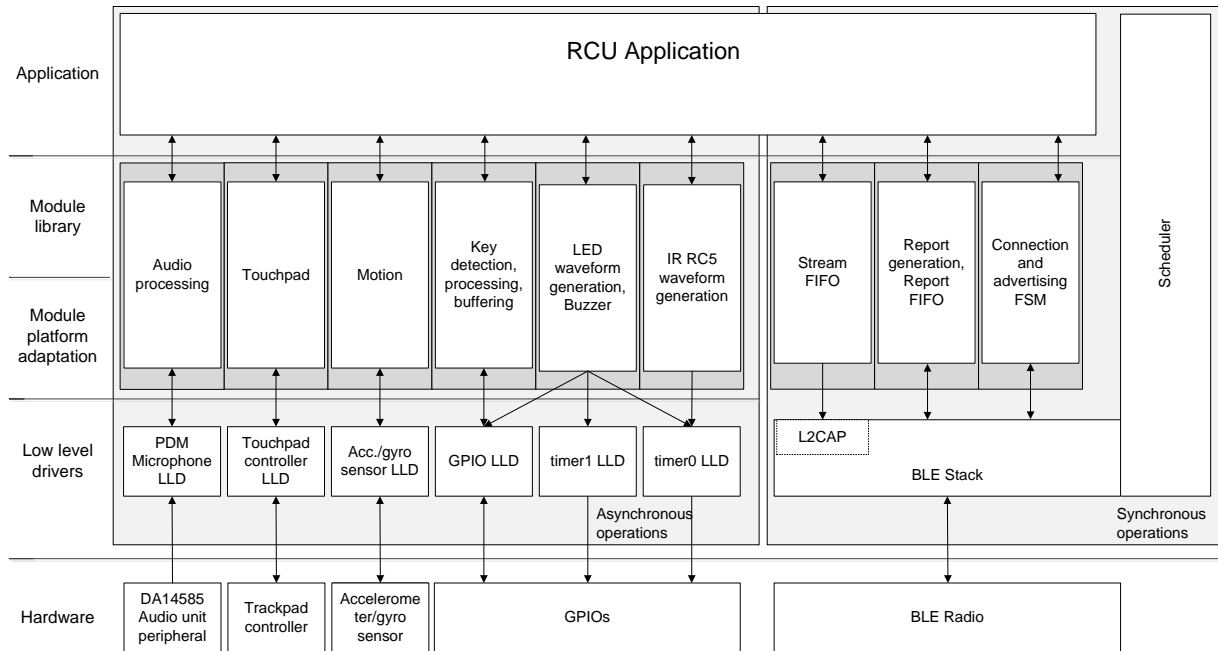 RCU Application
Application
Scheduler
Module
library
Module
platform
adaptation
Audio
processing
Touchpad
Motion
Key
detection,
processing,
buffering
LED
waveform
generation,
Buzzer
IR RC5
waveform
generation
Stream
FIFO
Report
generation,
Report
FIFO
Connection
and
advertising
FSM
Low level
drivers
PDM
Microphone
LLD
Touchpad
controller
LLD
Acc./gyro
sensor LLD
GPIO LLD
timer1 LLD
timer0 LLD
L2CAP
BLE Stack
Asynchronous
operations
Synchronous
operations
Hardware
DA14585
Audio unit
peripheral
Trackpad
controller
Accelerome
ter/gyro
sensor
GPIOs
BLE Radio